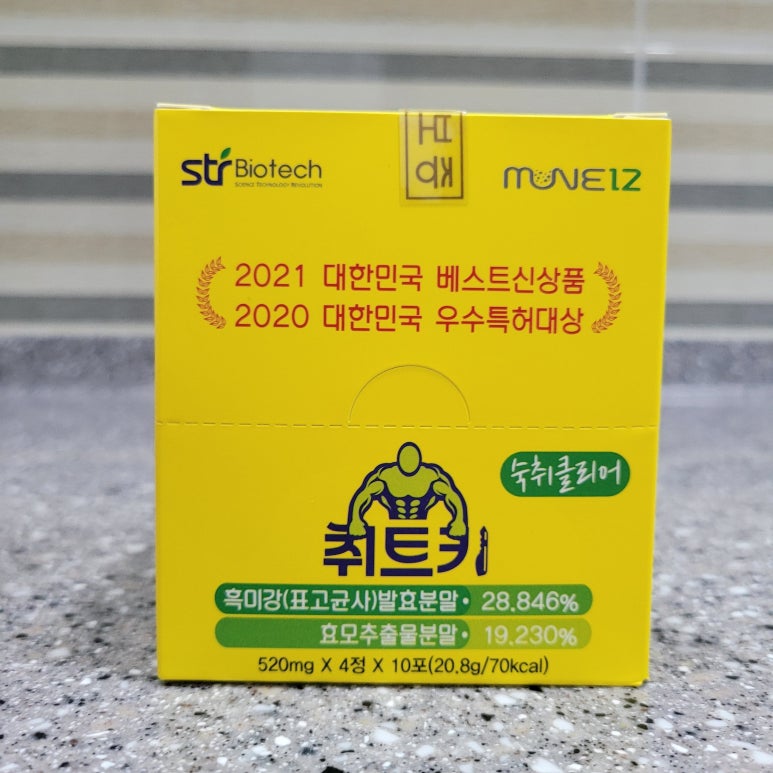 str Biotech
SCIENCE TECHNOLOGY REVOLUTION
보증
MUNE12
2021 대한민국 베스트신상품
2020 대한민국 우수특허대상
숙취클리어
취트키
흑미강(표고균사)발효분말· 28.846%
효모추출물분말· 19.230%
520mg X 4정 X 10포(20.8g/70kcal)